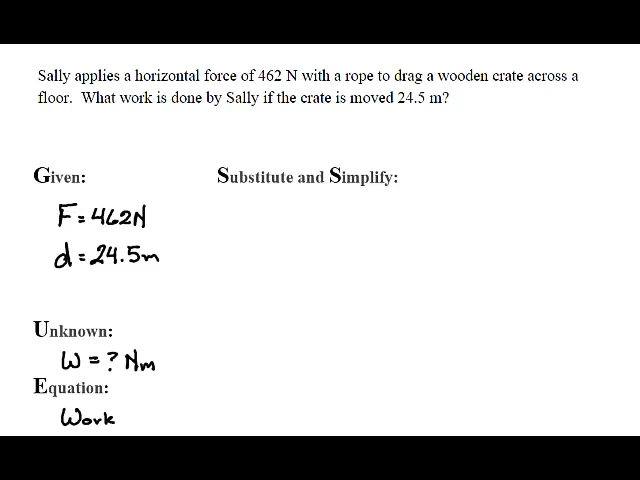 Sally applies a horizontal force of 462 N with a rope to drag a wooden crate across a
floor. What work is done by Sally if the crate is moved 24.5 m?
Given:
F = 462N
d = 24.5m
Substitute and Simplify:
Unknown:
W = ? Nm
Equation:
Work